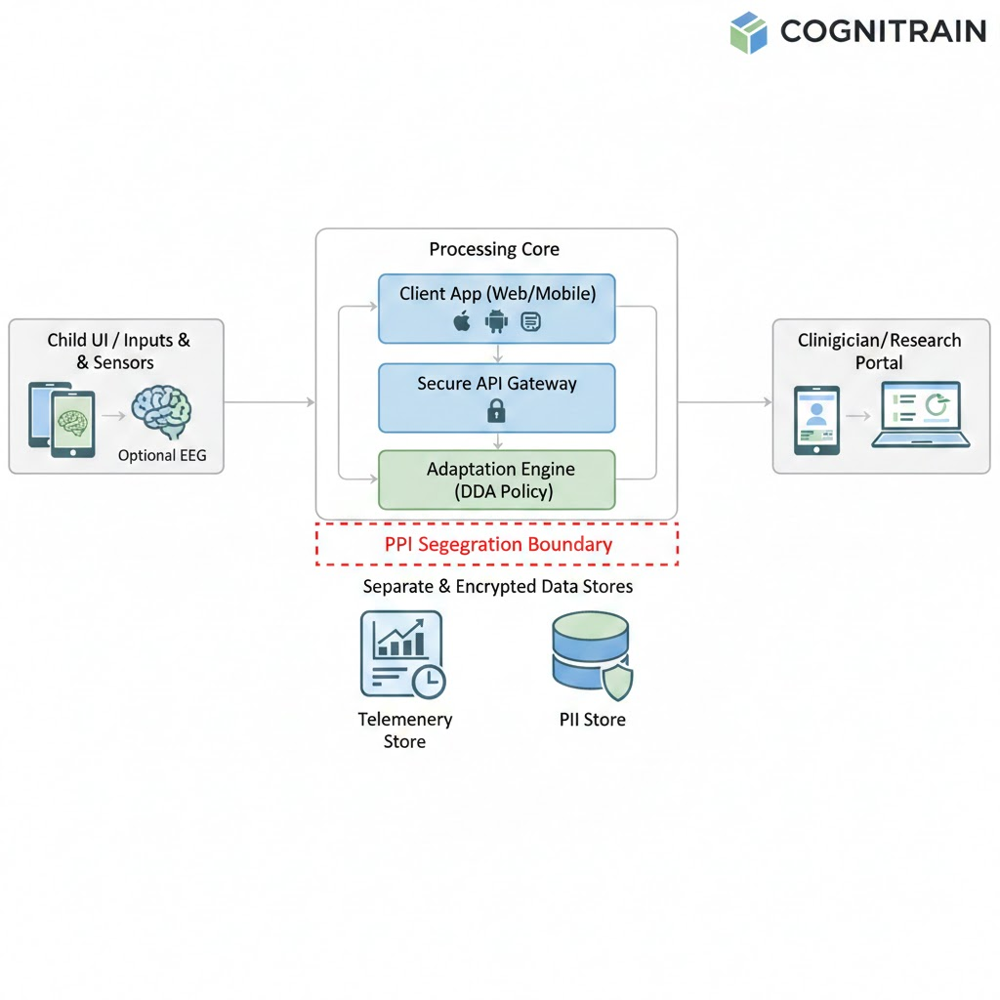 COGNITRAIN
Processing Core
Client App (Web/Mobile)
Child UI / Inputs &
& Sensors
Optional EEG
Secure API Gateway
Adaptation Engine
(DDA Policy)
Clinigician/Research
Portal
PPI Segegration Boundary
Separate & Encrypted Data Stores
Telemenery
Store
PII Store